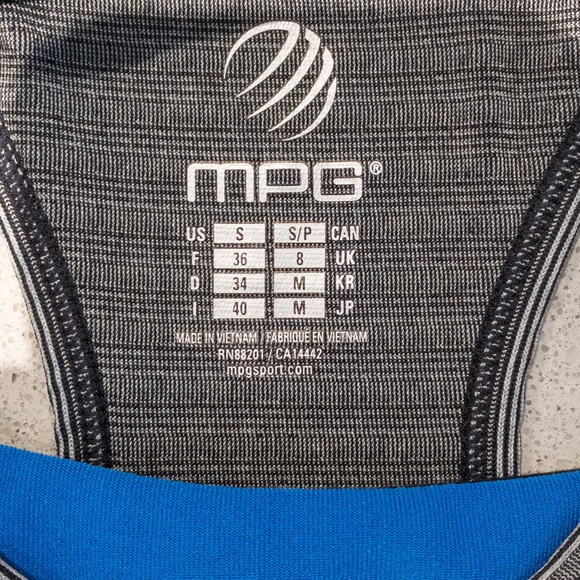 MPG®
US S S/P CAN
F 36 8 UK
D 34 M KR
I 40 M JP
MADE IN VIETNAM / FABRIQUE EN VIETNAM
RN88201 / CA14442
mpgsport.com